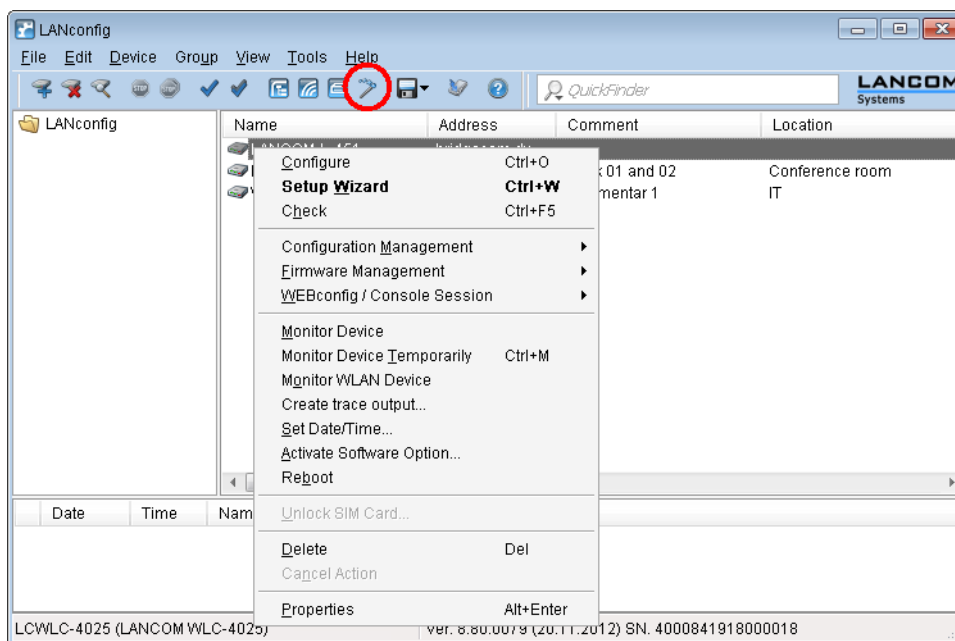 LANconfig
File Edit Device Group View Tools Help
QuickFinder
LANCOM
Systems
LANconfig
Name Address Comment Location
01 and 02 Conference room
mentar 1 IT
Configure Ctrl+O
Setup Wizard Ctrl+W
Check Ctrl+F5
Configuration Management
Firmware Management
WEBconfig / Console Session
Monitor Device
Monitor Device Temporarily Ctrl+M
Monitor WLAN Device
Create trace output...
Set Date/Time...
Activate Software Option...
Reboot
Unlock SIM Card...
Delete Del
Cancel Action
Properties Alt+Enter
Date Time Nam
LCWLC-4025 (LANCOM WLC-4025) Ver. 8.80.0079 (20.11.2012) SN. 4000841918000018